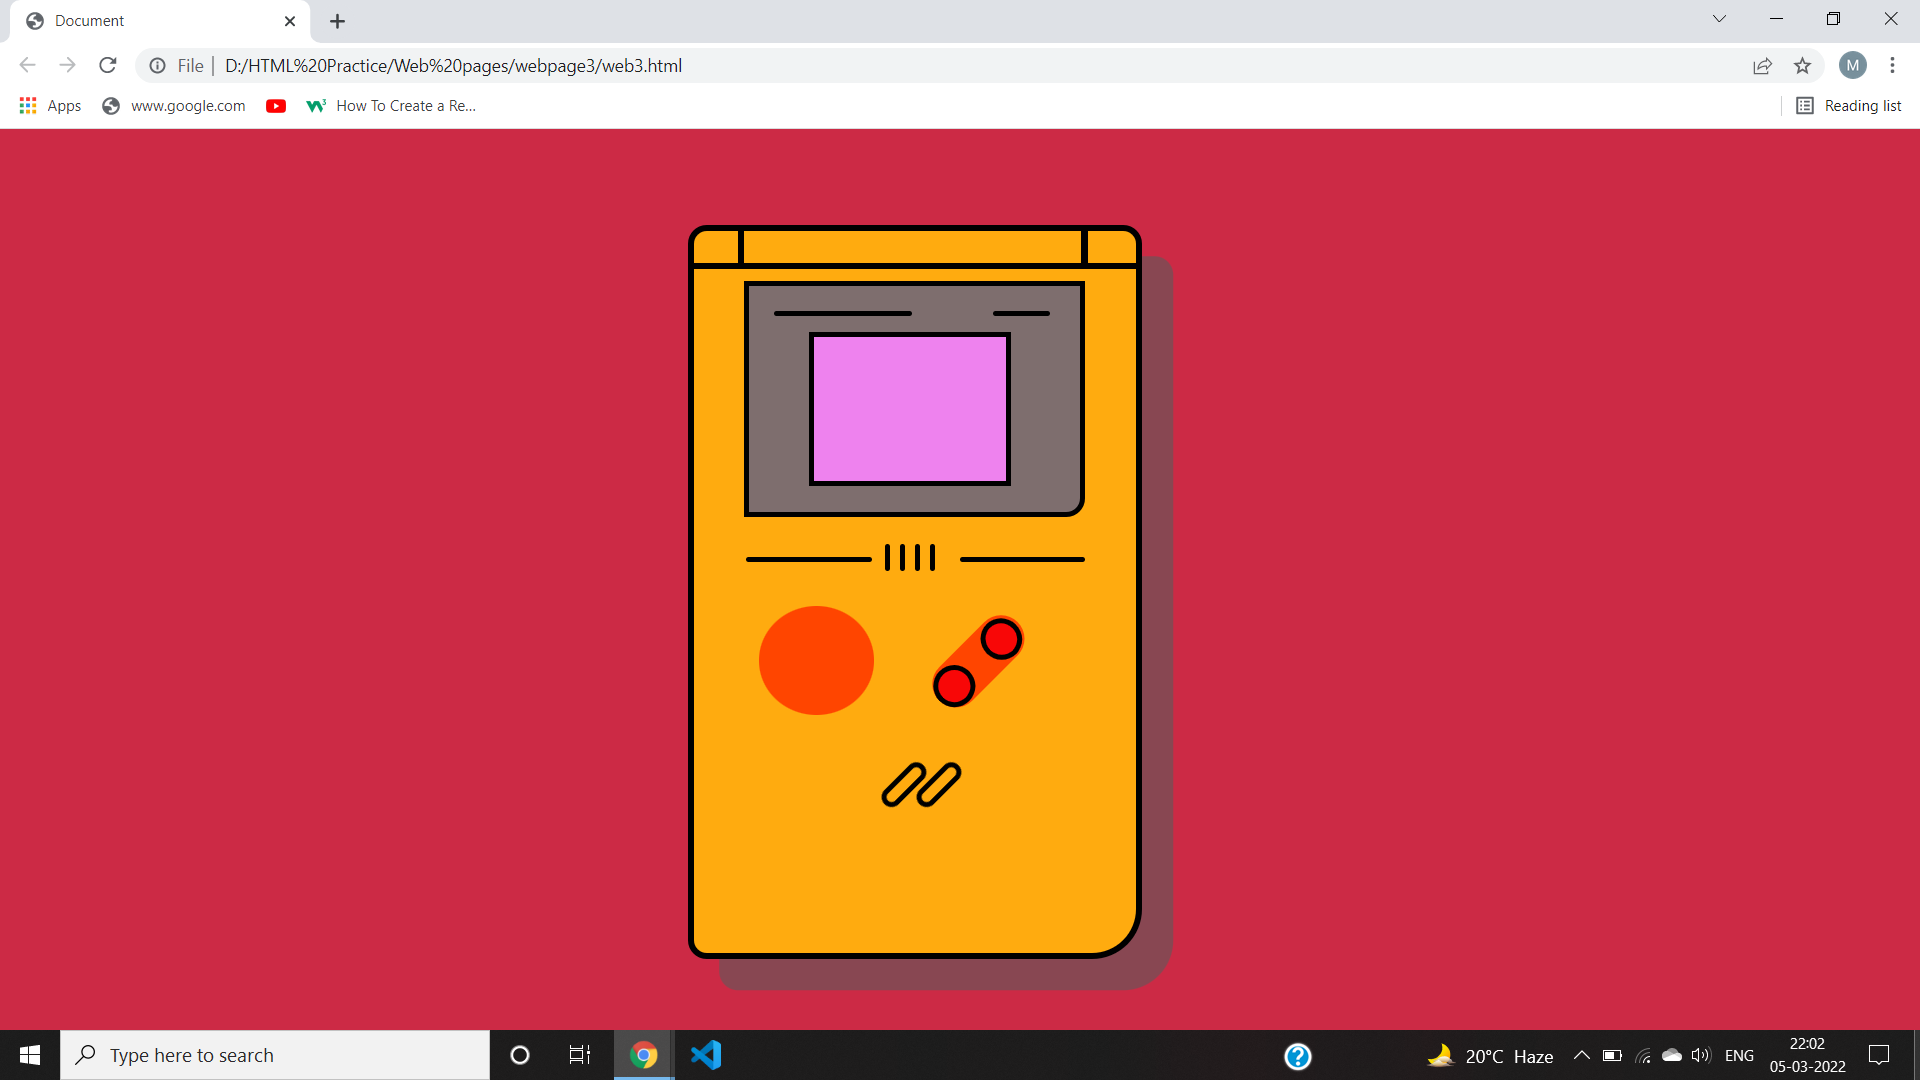 Document
File
D:/HTML%20Practice/Web%20pages/webpage3/web3.html
M
Apps
www.google.com
How To Create a Re...
Reading list
Type here to search
20°C Haze
ENG
22:02
05-03-2022